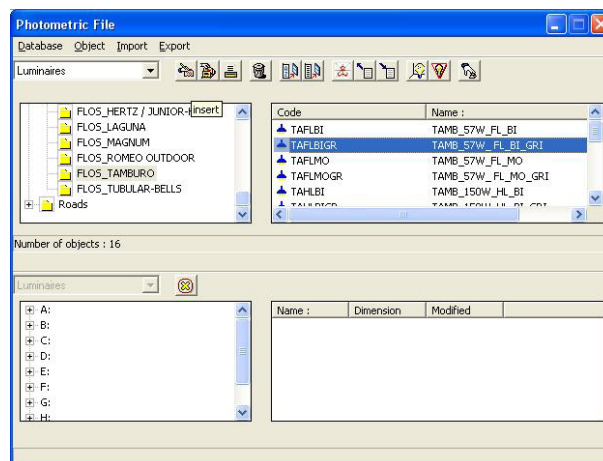 Photometric File
Database Object Import Export
Luminaires
FLOS_HERTZ / JUNIOR-
insert
FLOS_LAGUNA
FLOS_MAGNUM
FLOS_ROMEO OUTDOOR
FLOS_TAMBURO
FLOS_TUBULAR-BELLS
Roads
Code Name :
TAFLBI TAMB_57W_FL_BI
TAFLBIGR TAMB_57W_FL_BI_GRI
TAFLMO TAMB_57W_FL_MO
TAFLMOGR TAMB_57W_FL_MO_GRI
TAHLBI TAMB_150W_HL_BI
TAHLBIGR TAMB_150W_HL_BI_GRI
Number of objects : 16
Luminaires
A:
B:
C:
D:
E:
F:
G:
H:
Name : Dimension Modified